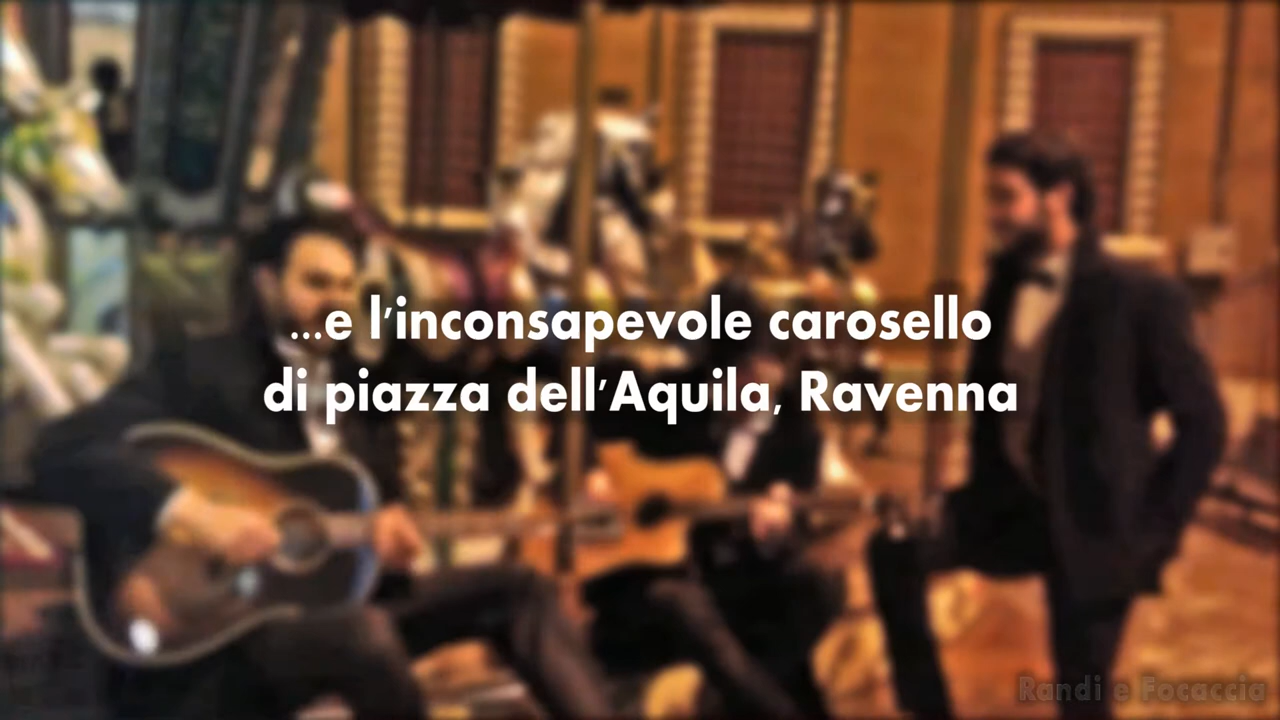 ...e l'inconsapevole carosello
di piazza dell'Aquila, Ravenna
Randi e Focaccia